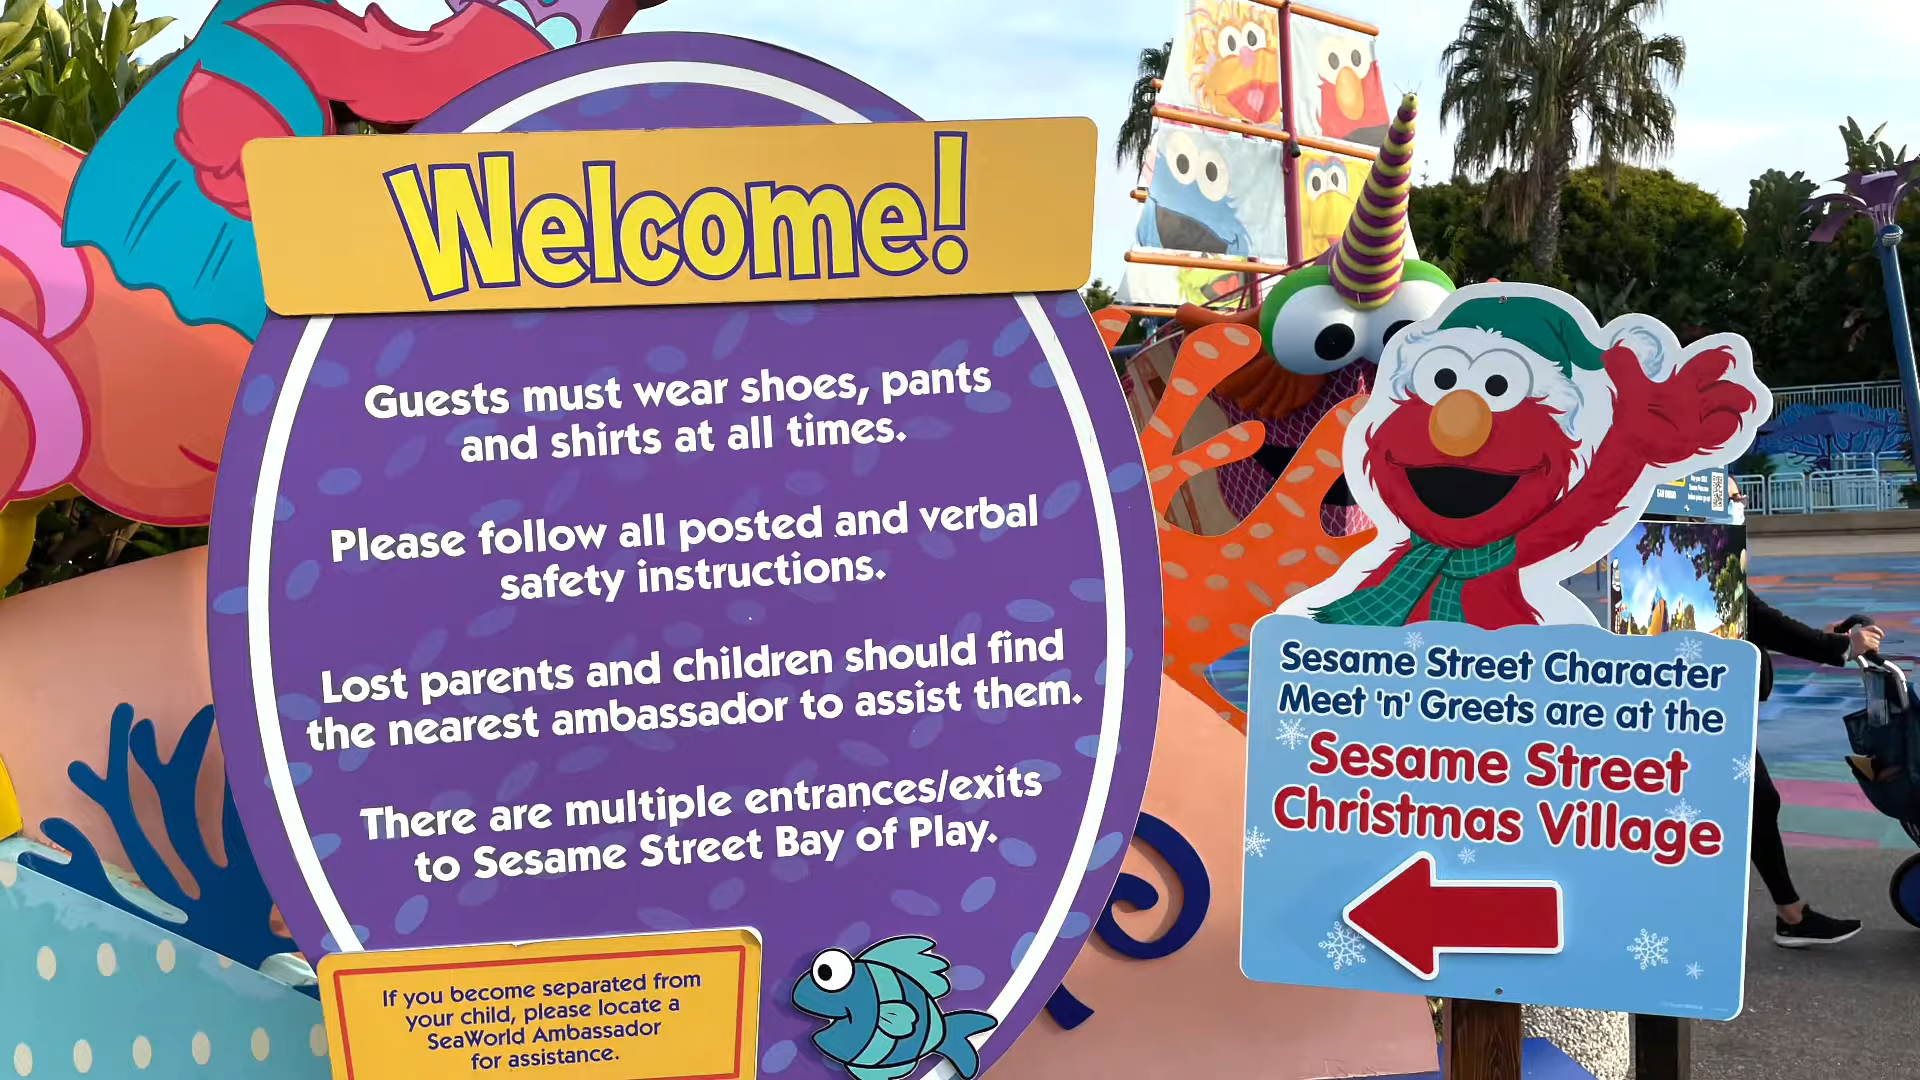 Welcome!
Guests must wear shoes, pants
and shirts at all times.
Please follow all posted and verbal
safety instructions.
Lost parents and children should find
the nearest ambassador to assist them.
There are multiple entrances/exits
to Sesame Street Bay of Play.
If you become separated from
your child, please locate a
SeaWorld Ambassador
for assistance.
Sesame Street Character
Meet 'n' Greets are at the
Sesame Street
Christmas Village
SAN DIEGO